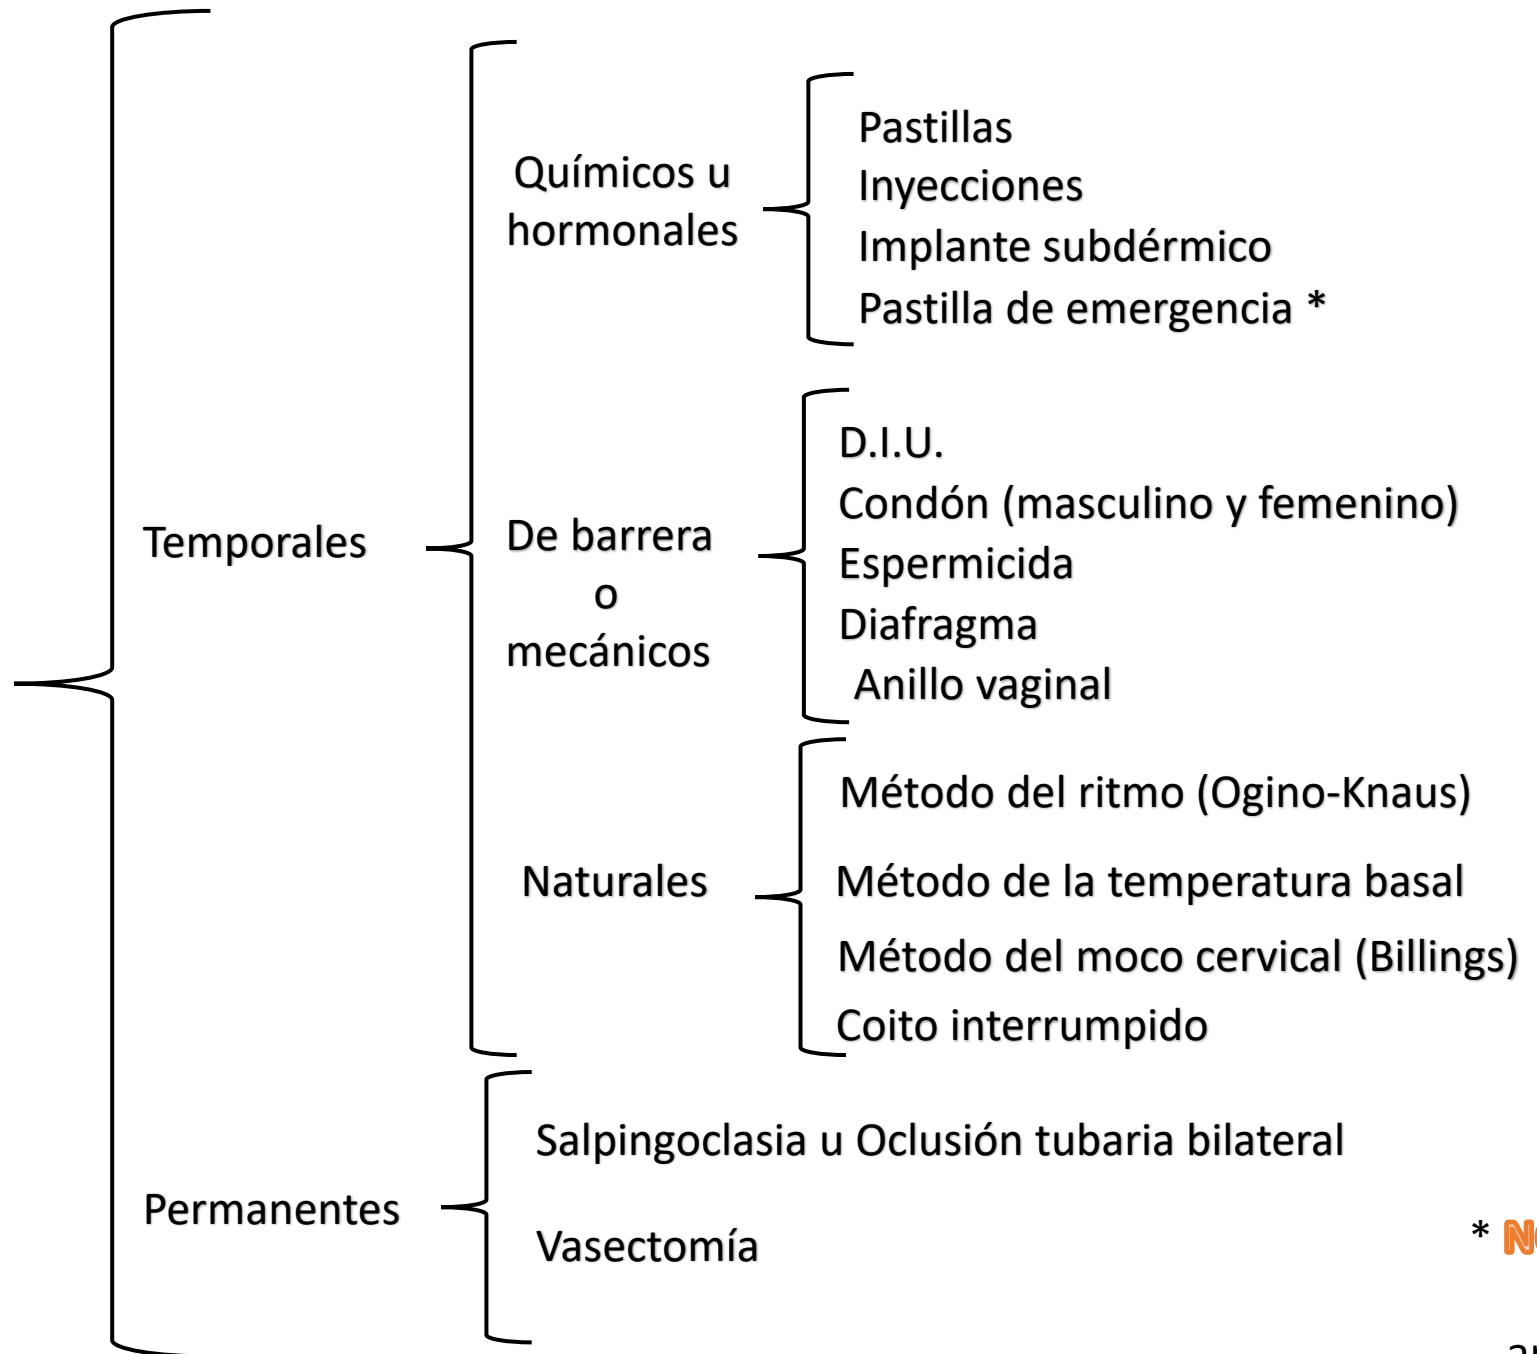 Químicos u
hormonales
Pastillas
Inyecciones
Implante subdérmico
Pastilla de emergencia *
Temporales
De barrera
o
mecánicos
D.I.U.
Condón (masculino y femenino)
Espermicida
Diafragma
Anillo vaginal
Naturales
Método del ritmo (Ogino-Knaus)
Método de la temperatura basal
Método del moco cervical (Billings)
Coito interrumpido
Permanentes
Salpingoclasia u Oclusión tubaria bilateral
Vasectomía
*